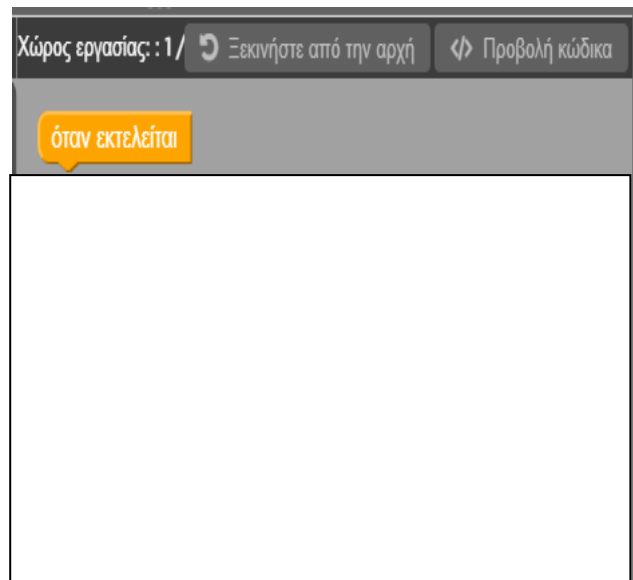 Χώρος εργασίας: : 1 / Ξεκινήστε από την αρχή </> Προβολή κώδικα
όταν εκτελείται